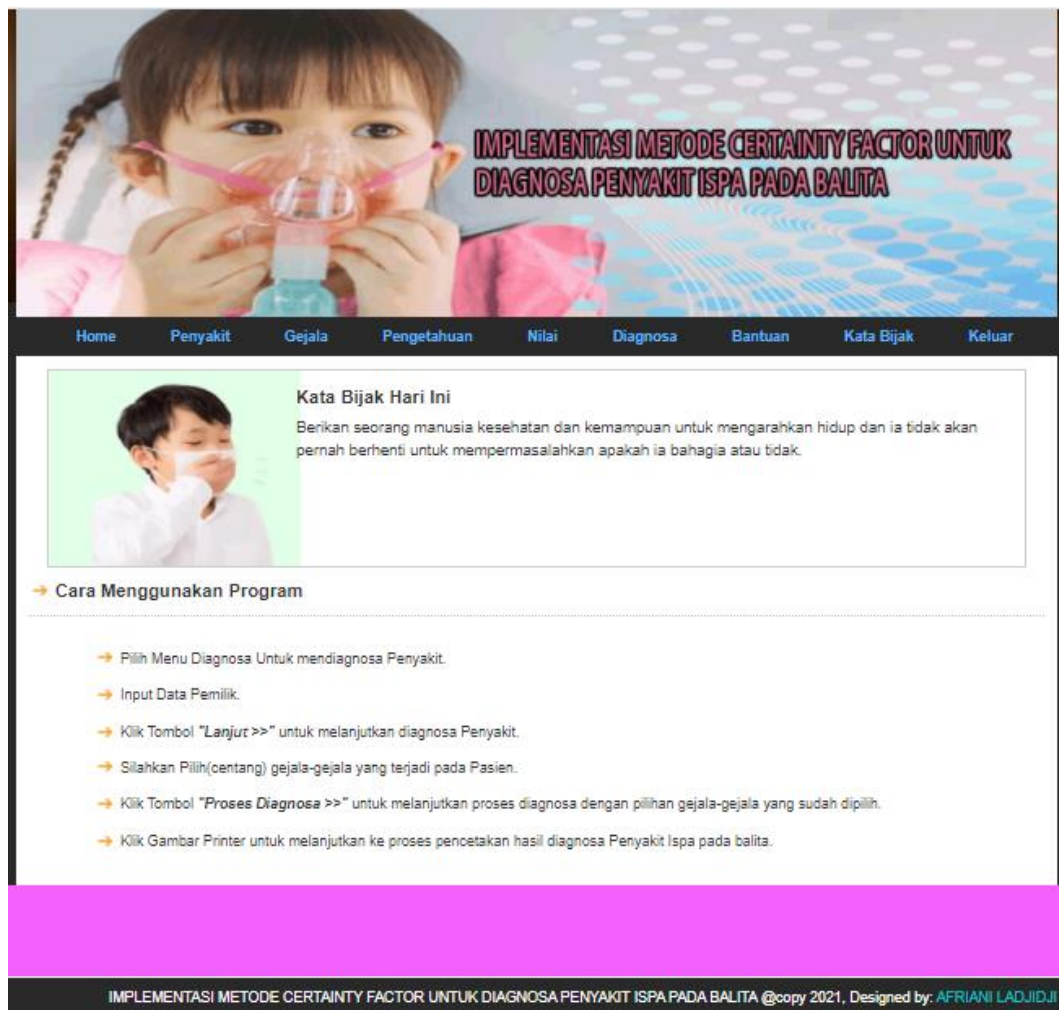 IMPLEMENTASI METODE CERTAINTY FACTOR UNTUK
DIAGNOSA PENYAKIT ISPA PADA BALITA
Home Penyakit Gejala Pengetahuan Nilai Diagnosa Bantuan Kata Bijak Keluar
Kata Bijak Hari Ini
Berikan seorang manusia kesehatan dan kemampuan untuk mengarahkan hidup dan ia tidak akan
pernah berhenti untuk mempermasalahkan apakah ia bahagia atau tidak.
Cara Menggunakan Program
Pilih Menu Diagnosa Untuk mendiagnosa Penyakit.
Input Data Pemilik.
Klik Tombol "Lanjut >>" untuk melanjutkan diagnosa Penyakit.
Silahkan Pilih(centang) gejala-gejala yang terjadi pada Pasien.
Klik Tombol "Proses Diagnosa >>" untuk melanjutkan proses diagnosa dengan pilihan gejala-gejala yang sudah dipilih.
Klik Gambar Printer untuk melanjutkan ke proses pencetakan hasil diagnosa Penyakit Ispa pada balita.
IMPLEMENTASI METODE CERTAINTY FACTOR UNTUK DIAGNOSA PENYAKIT ISPA PADA BALITA @copy 2021, Designed by: AFRIANI LADJIDJI